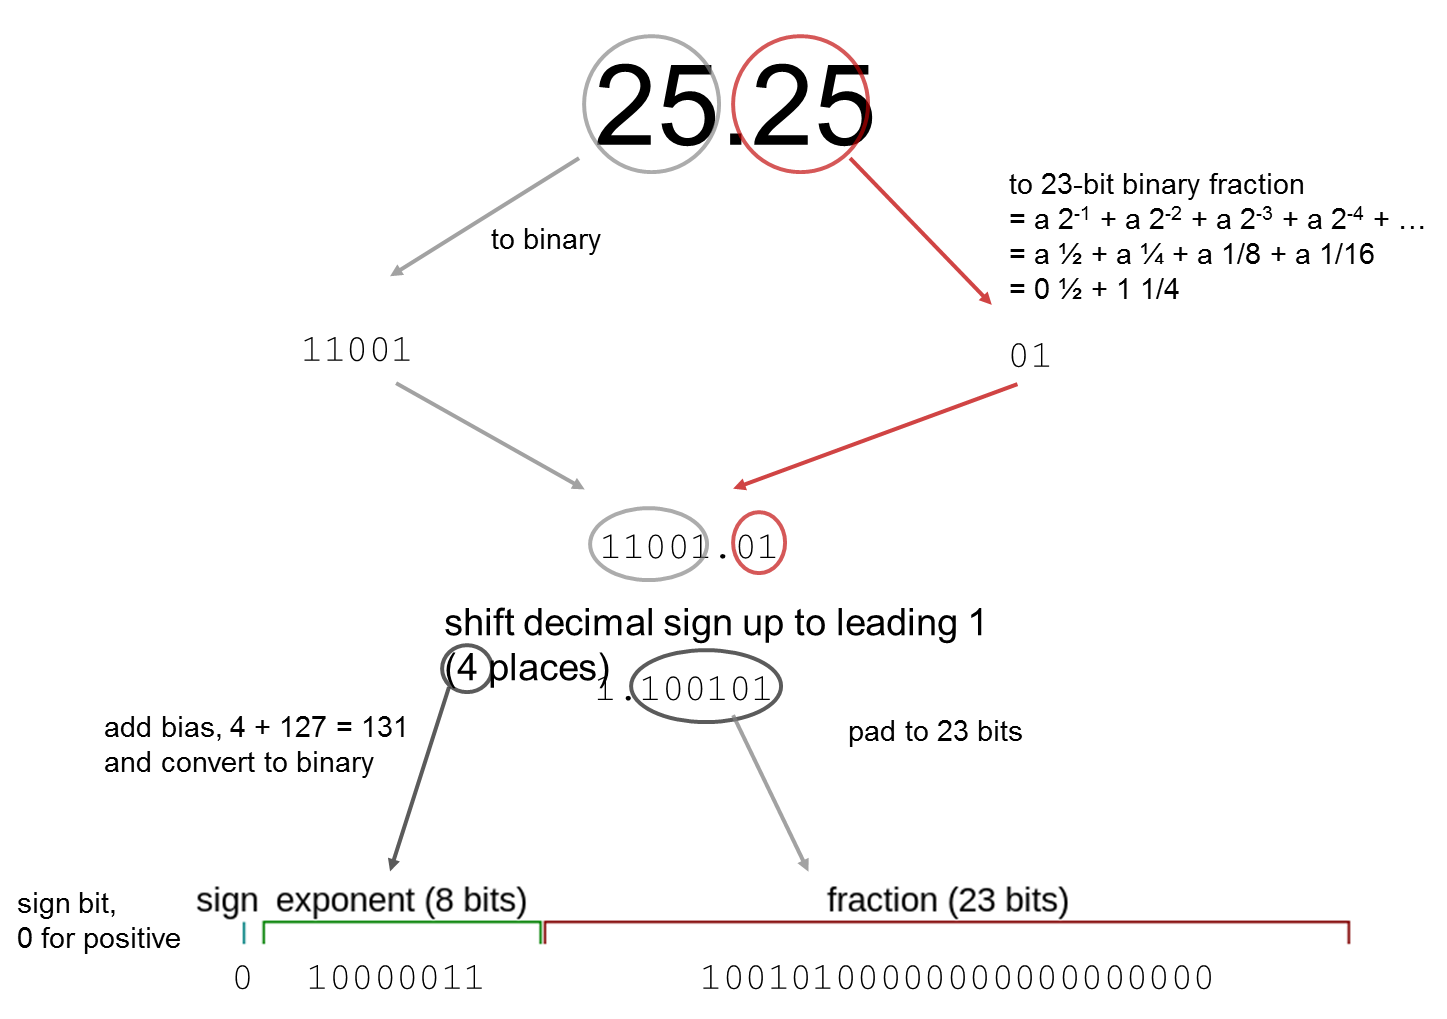 25.25
to 23-bit binary fraction
= a 2⁻¹ + a 2⁻² + a 2⁻³ + a 2⁻⁴ + …
= a ½ + a ¼ + a 1/8 + a 1/16
= 0 ½ + 1 1/4
to binary
11001
01
11001.01
shift decimal sign up to leading 1
(4 places)
1.100101
add bias, 4 + 127 = 131
and convert to binary
pad to 23 bits
sign bit,
0 for positive
sign exponent (8 bits) fraction (23 bits)
0 10000011 10010100000000000000000